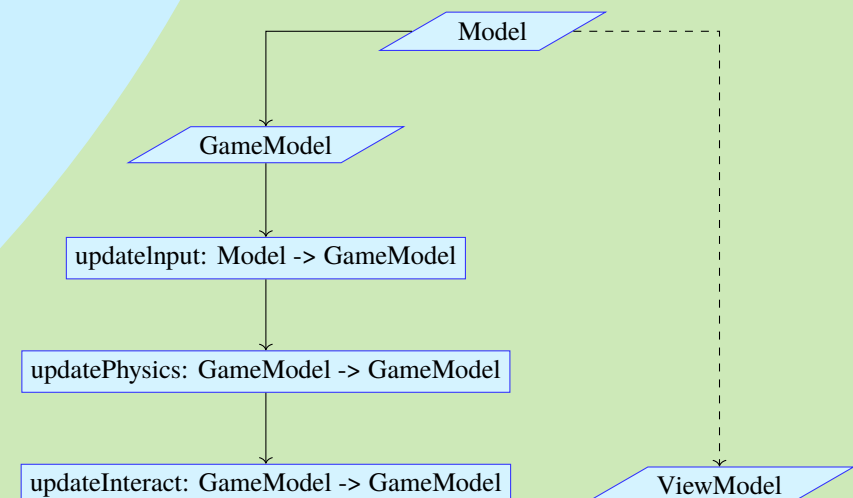 Model
GameModel
updateInput: Model -> GameModel
updatePhysics: GameModel -> GameModel
updateInteract: GameModel -> GameModel
ViewModel